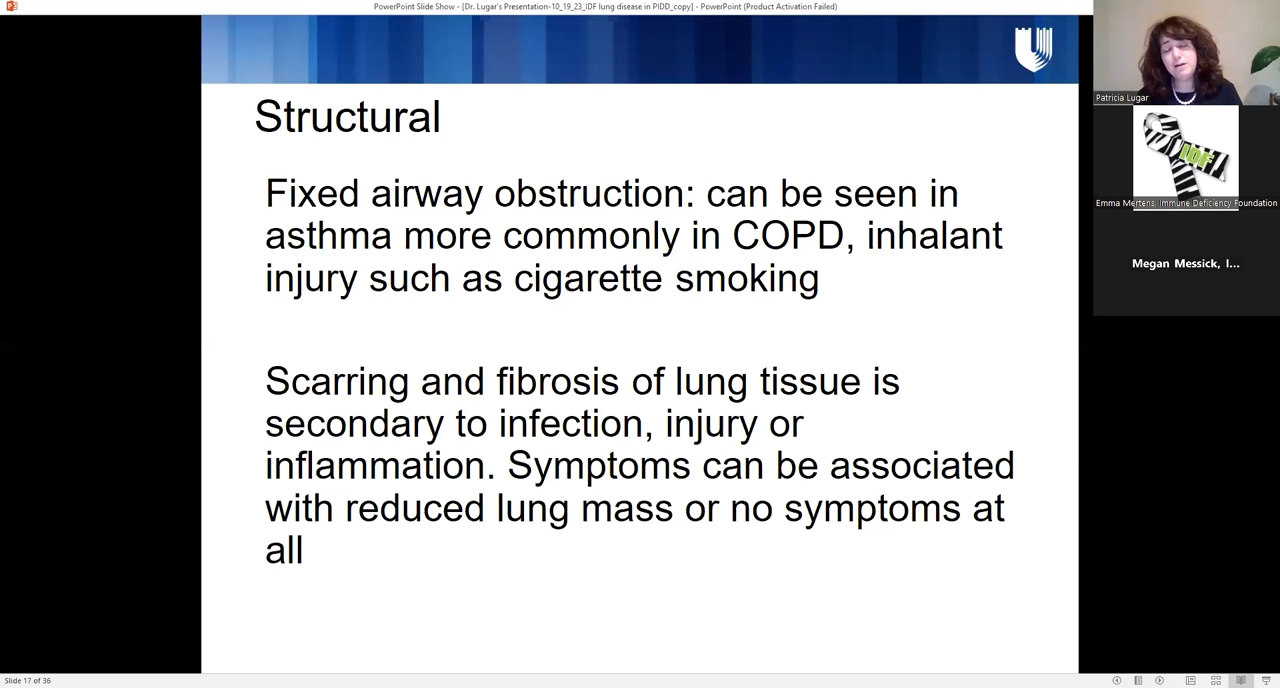 PowerPoint Slide Show - [Dr. Lugar's Presentation-10_19_23_IDF lung disease in PIDD_copy] - PowerPoint (Product Activation Failed)
Structural
Fixed airway obstruction: can be seen in
asthma more commonly in COPD, inhalant
injury such as cigarette smoking
Scarring and fibrosis of lung tissue is
secondary to infection, injury or
inflammation. Symptoms can be associated
with reduced lung mass or no symptoms at
all
Patricia Lugar
IDF
Emma Mertens, Immune Deficiency Foundation
Megan Messick, I...
Slide 17 of 36